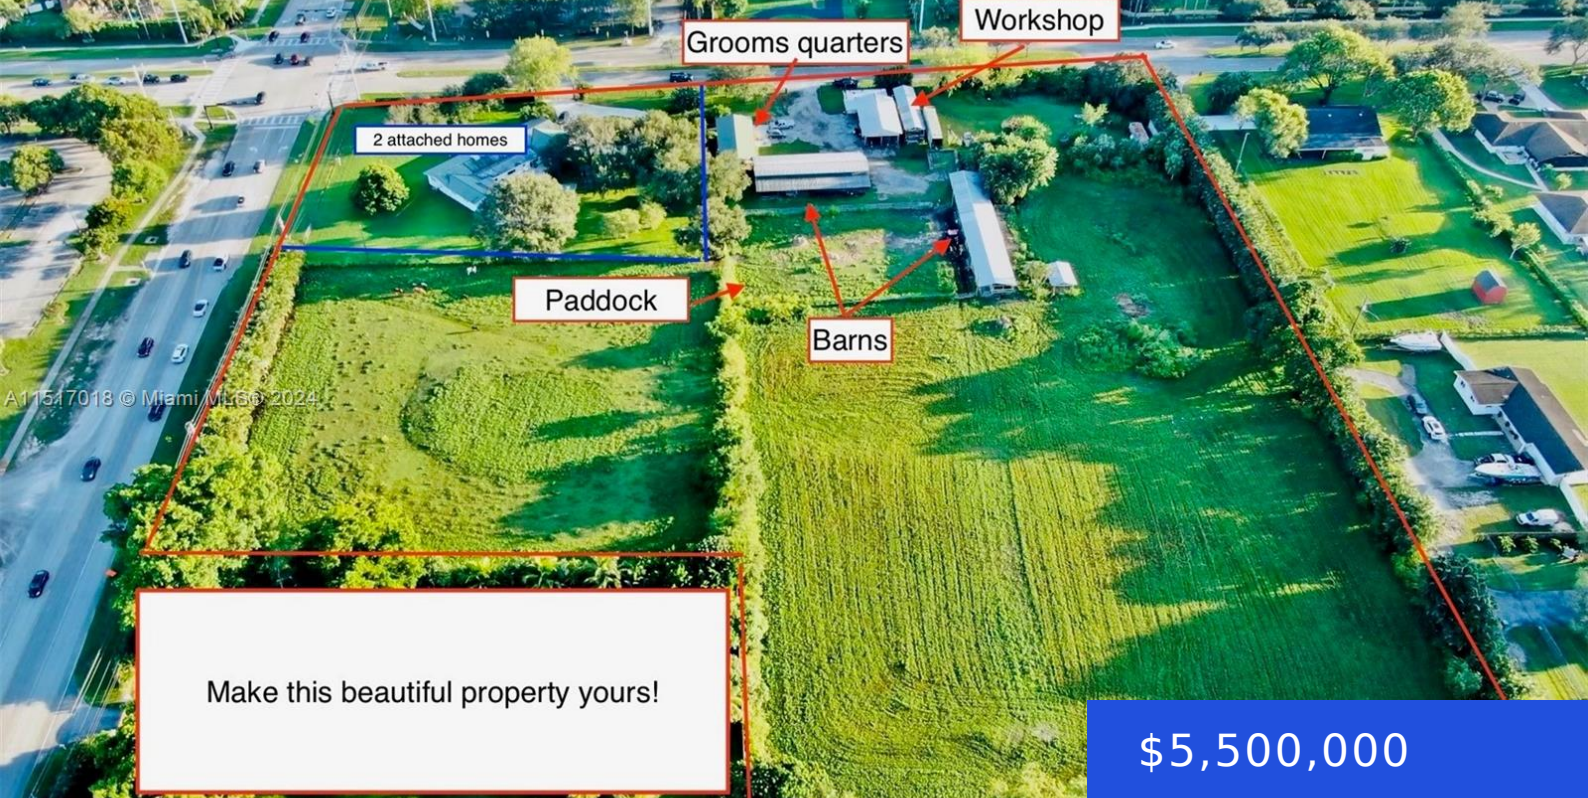 Workshop
Grooms quarters
2 attached homes
Paddock
Barns
A11517018 © Miami MLS® 2024
Make this beautiful property yours!
$5,500,000